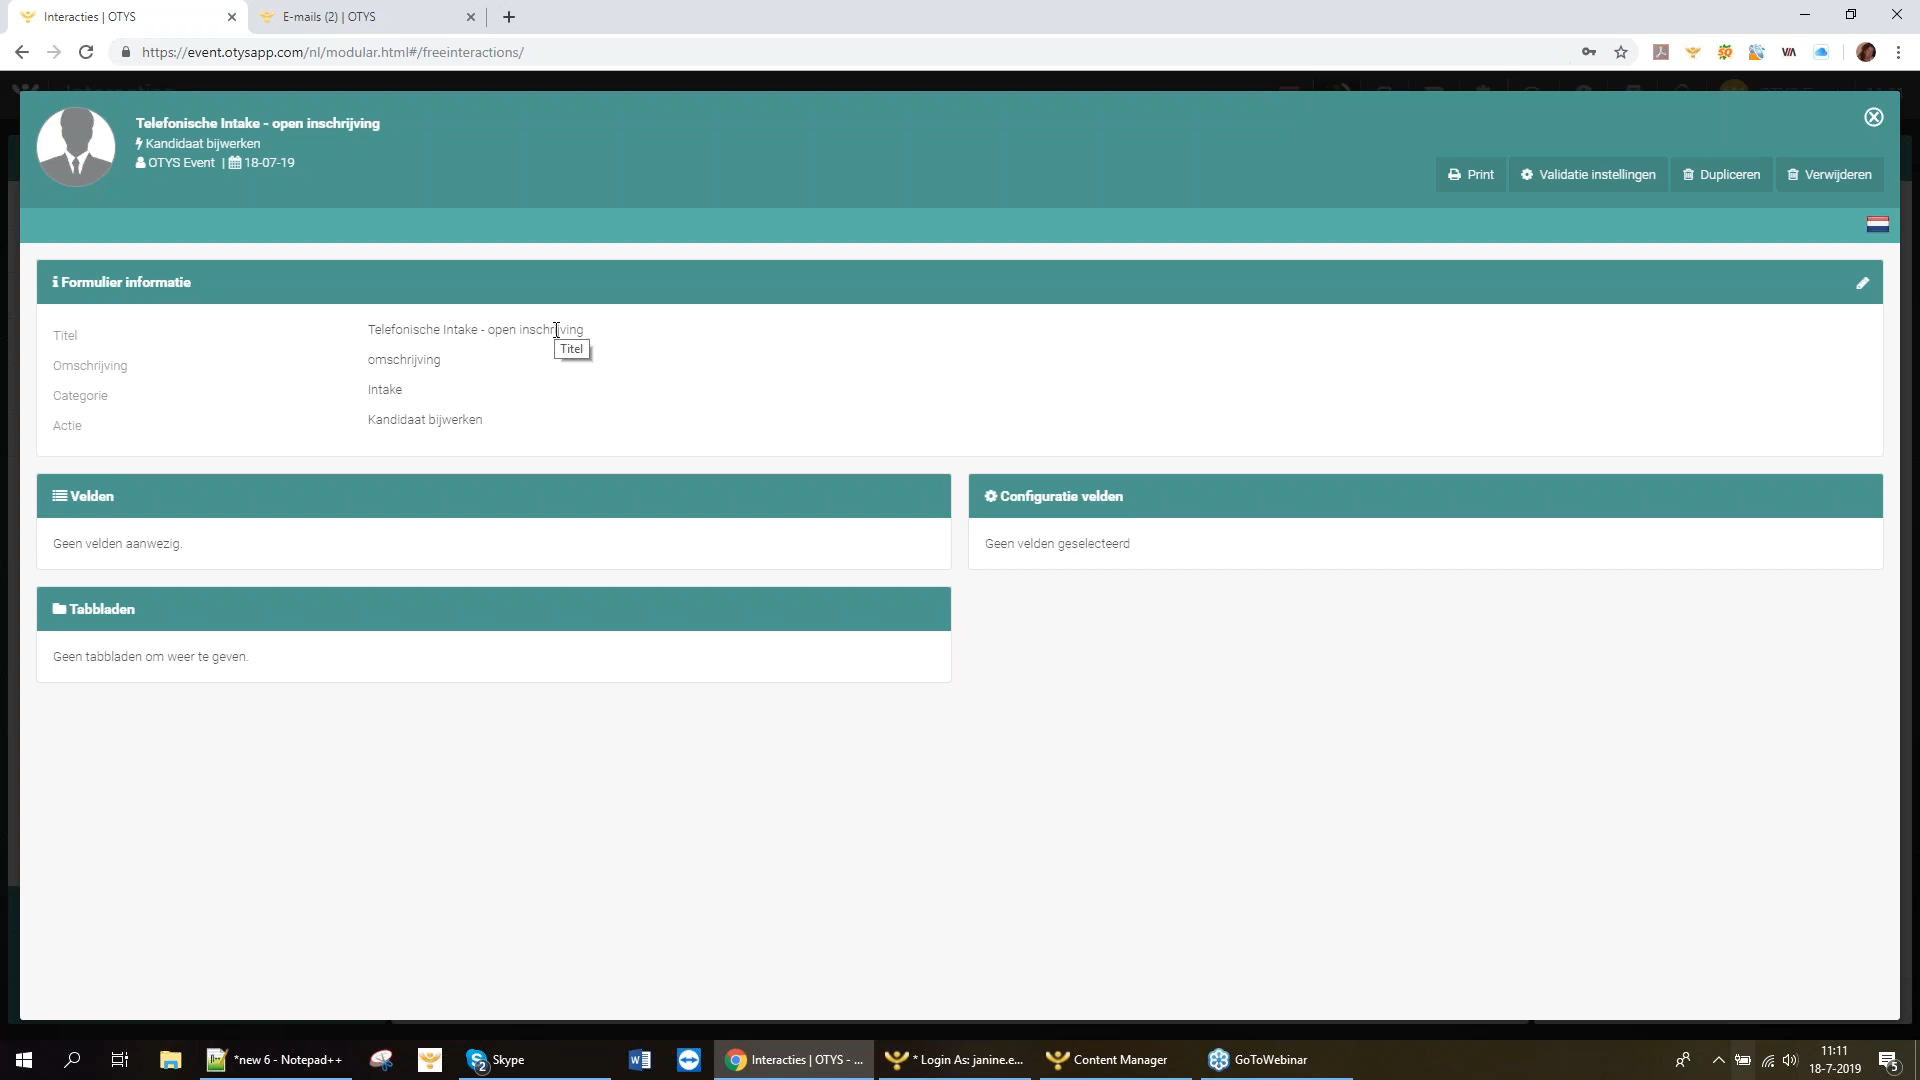 Interacties | OTYS
E-mails (2) | OTYS
https://event.otysapp.com/nl/modular.html#/freeinteractions/
Telefonische Intake - open inschrijving
Kandidaat bijwerken
OTYS Event | 18-07-19
Print
Validatie instellingen
Dupliceren
Verwijderen
Formulier informatie
Titel
Telefonische Intake - open inschrijving
Titel
Omschrijving
omschrijving
Categorie
Intake
Actie
Kandidaat bijwerken
Velden
Geen velden aanwezig.
Configuratie velden
Geen velden geselecteerd
Tabbladen
Geen tabbladen om weer te geven.
*new 6 - Notepad++
2
Skype
Interacties | OTYS - ...
* Login As: janine.e...
Content Manager
GoToWebinar
11:11
18-7-2019
5